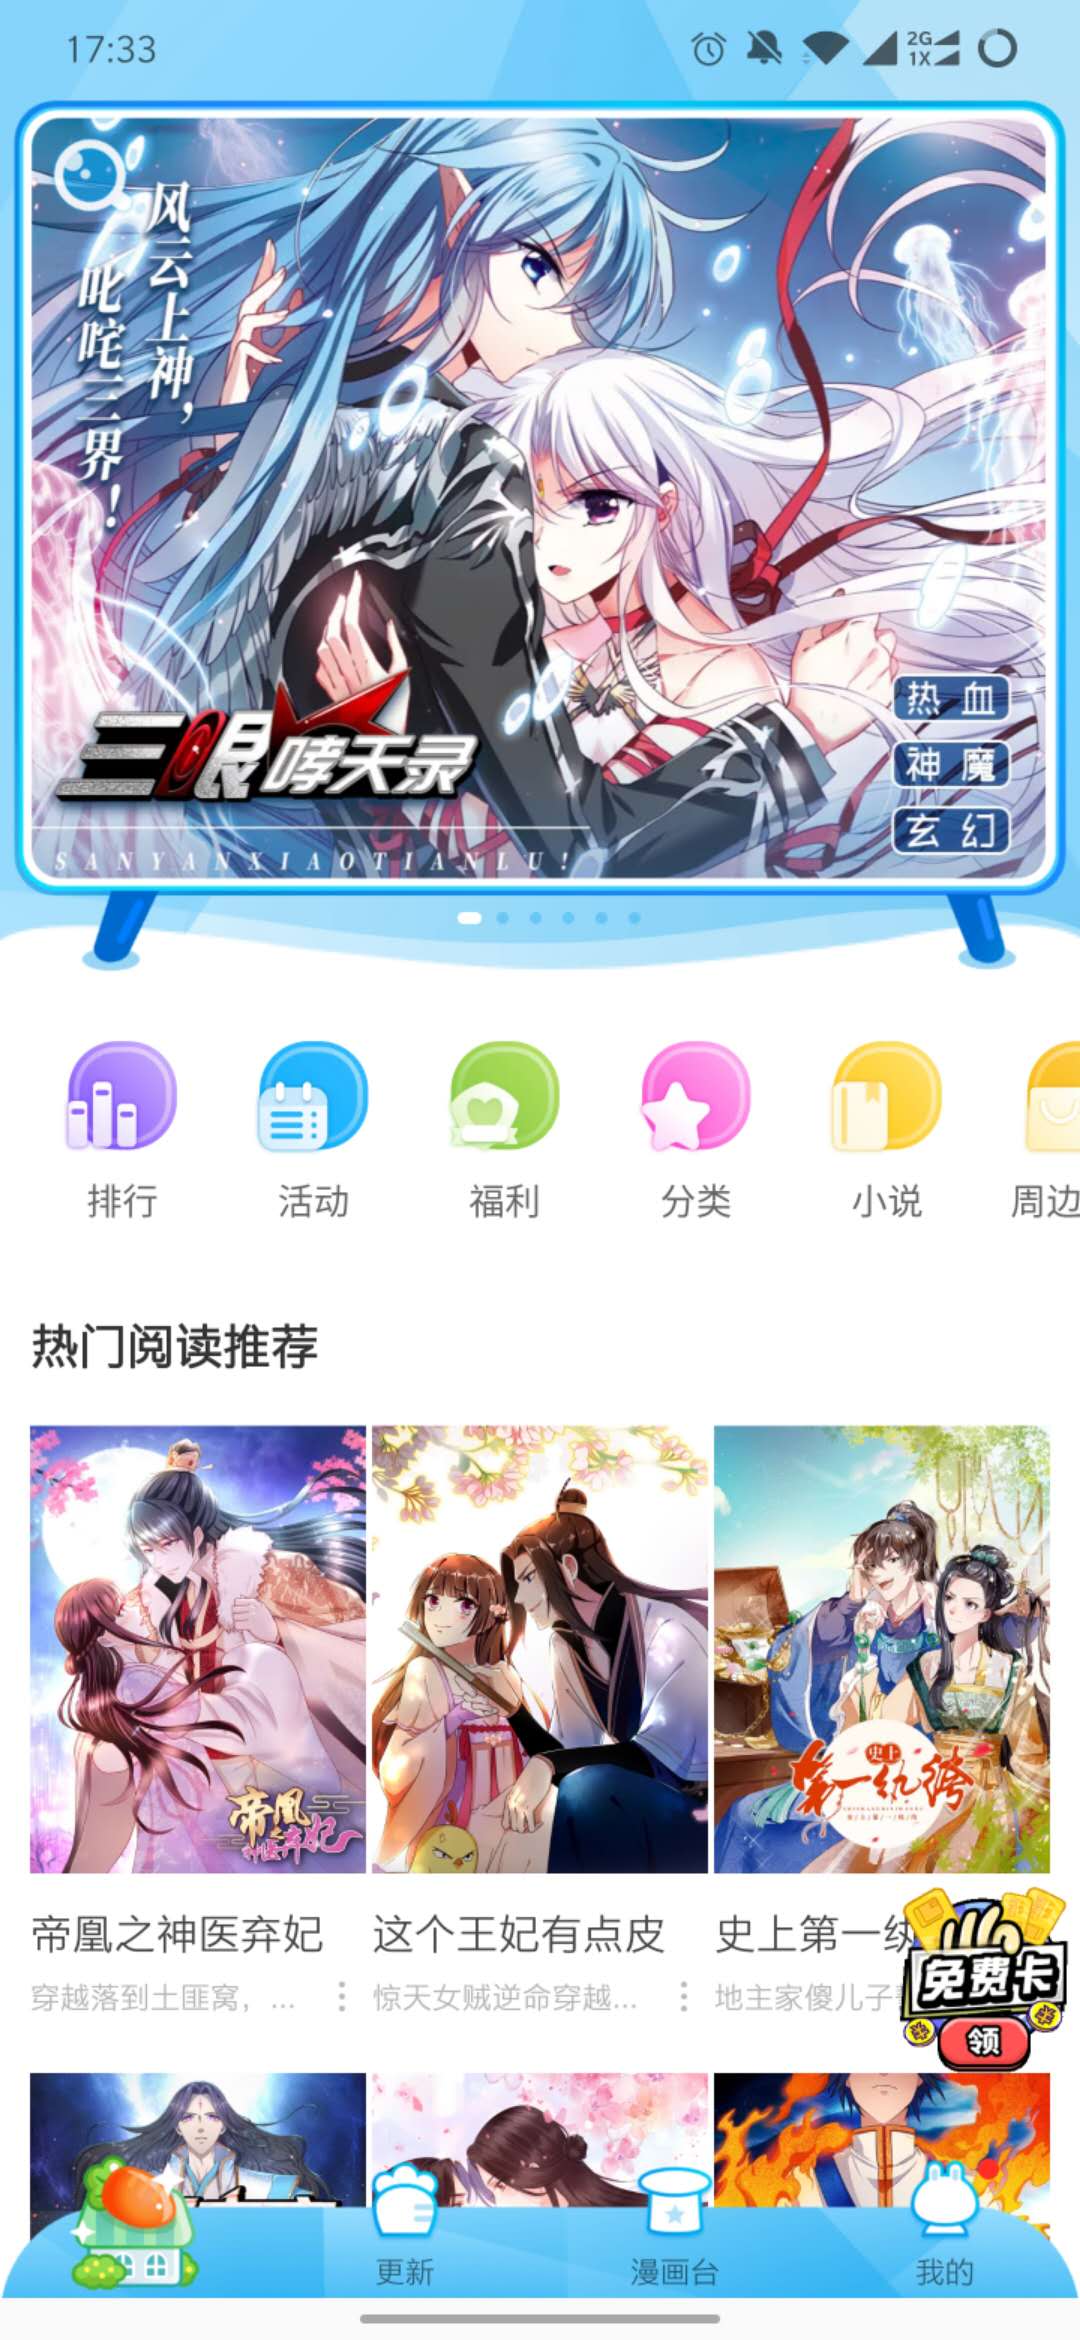 17:33
2G
1X
风云上神，
叱咤三界！
三眼哮天录
SANYANXIAOTIANLU!
热血
神魔
玄幻
排行
活动
福利
分类
小说
周边
热门阅读推荐
帝凰之
神医弃妃
史上
第一纨绔
帝凰之神医弃妃
这个王妃有点皮
史上第一纨
穿越落到土匪窝，...
惊天女贼逆命穿越...
地主家傻儿子
免费卡
领
更新
漫画台
我的